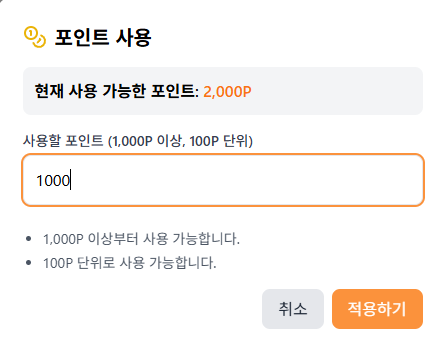 포인트 사용
현재 사용 가능한 포인트: 2,000P
사용할 포인트 (1,000P 이상, 100P 단위)
1000
• 1,000P 이상부터 사용 가능합니다.
• 100P 단위로 사용 가능합니다.
취소 적용하기